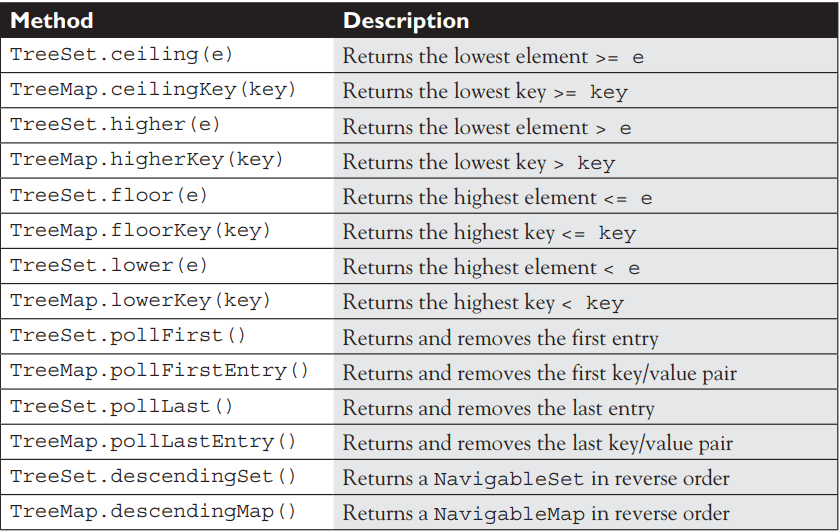 Method Description
TreeSet.ceiling(e) Returns the lowest element >= e
TreeMap.ceilingKey(key) Returns the lowest key >= key
TreeSet.higher(e) Returns the lowest element > e
TreeMap.higherKey(key) Returns the lowest key > key
TreeSet.floor(e) Returns the highest element <= e
TreeMap.floorKey(key) Returns the highest key <= key
TreeSet.lower(e) Returns the highest element < e
TreeMap.lowerKey(key) Returns the highest key < key
TreeSet.pollFirst() Returns and removes the first entry
TreeMap.pollFirstEntry() Returns and removes the first key/value pair
TreeSet.pollLast() Returns and removes the last entry
TreeMap.pollLastEntry() Returns and removes the last key/value pair
TreeSet.descendingSet() Returns a NavigableSet in reverse order
TreeMap.descendingMap() Returns a NavigableMap in reverse order